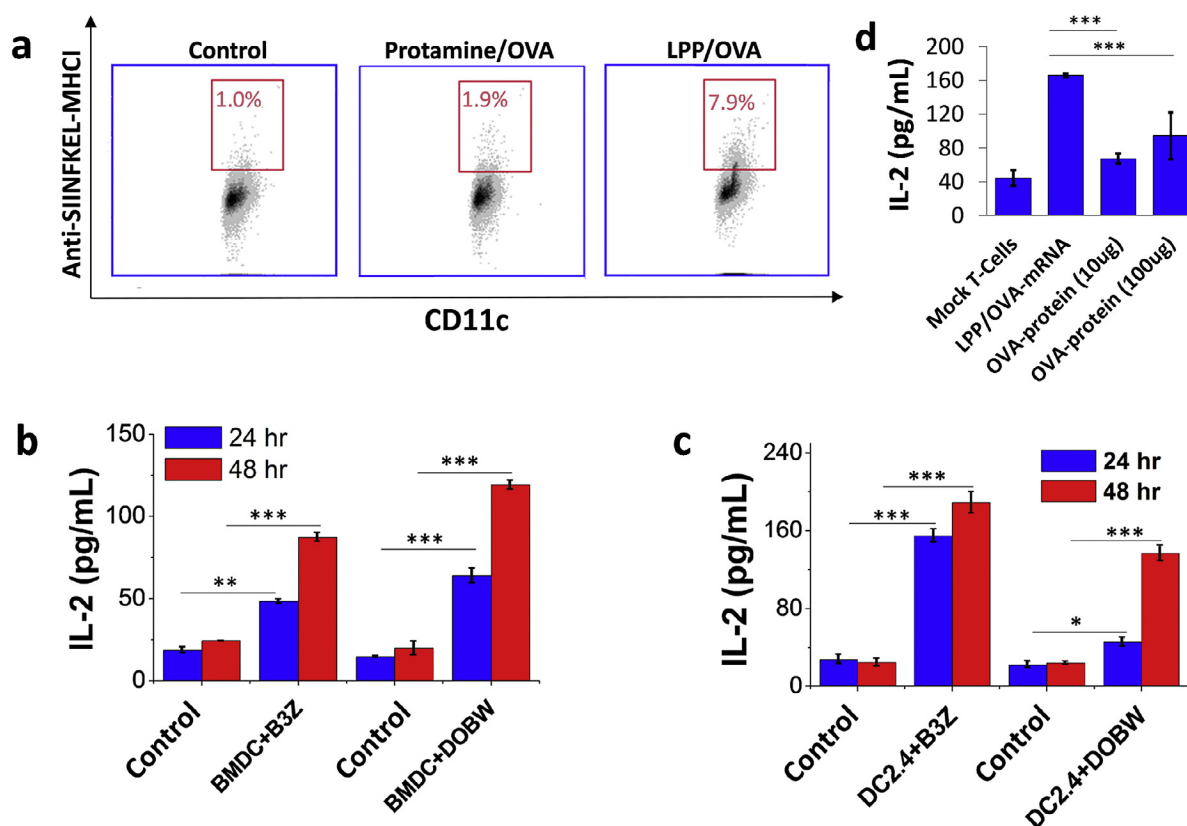 a
Control
Protamine/OVA
LPP/OVA
1.0%
1.9%
7.9%
Anti-SIINFKEL-MHCI
CD11c
d
***
***
IL-2 (pg/mL)
200
160
120
80
40
0
Mock T-Cells
LPP/OVA-mRNA
OVA-protein (10ug)
OVA-protein (100ug)
b
24 hr
48 hr
IL-2 (pg/mL)
150
100
50
0
**
***
***
***
Control
BMDC+B3Z
Control
BMDC+DOBW
c
24 hr
48 hr
IL-2 (pg/mL)
240
160
80
0
***
***
*
***
Control
DC2.4+B3Z
Control
DC2.4+DOBW